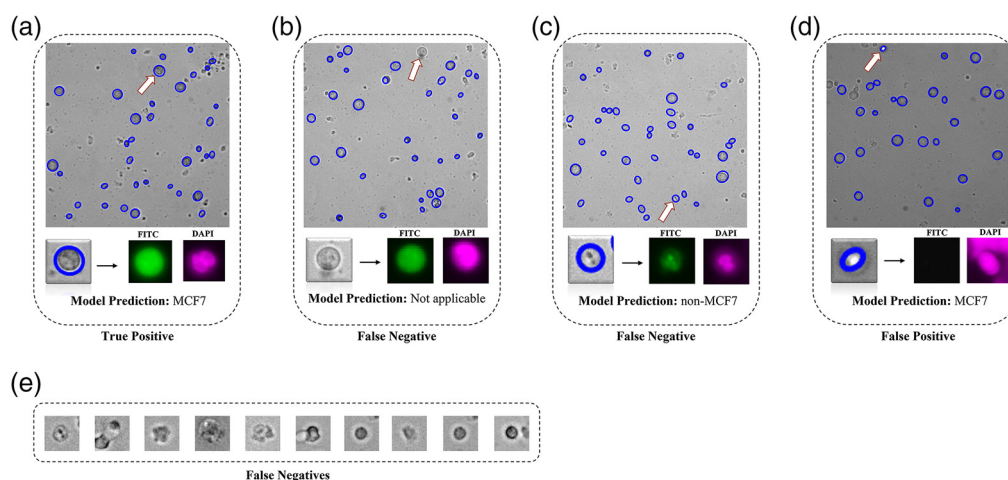 (a)
FITC DAPI
Model Prediction: MCF7
True Positive
(b)
FITC DAPI
Model Prediction: Not applicable
False Negative
(c)
FITC DAPI
Model Prediction: non-MCF7
False Negative
(d)
FITC DAPI
Model Prediction: MCF7
False Positive
(e)
False Negatives